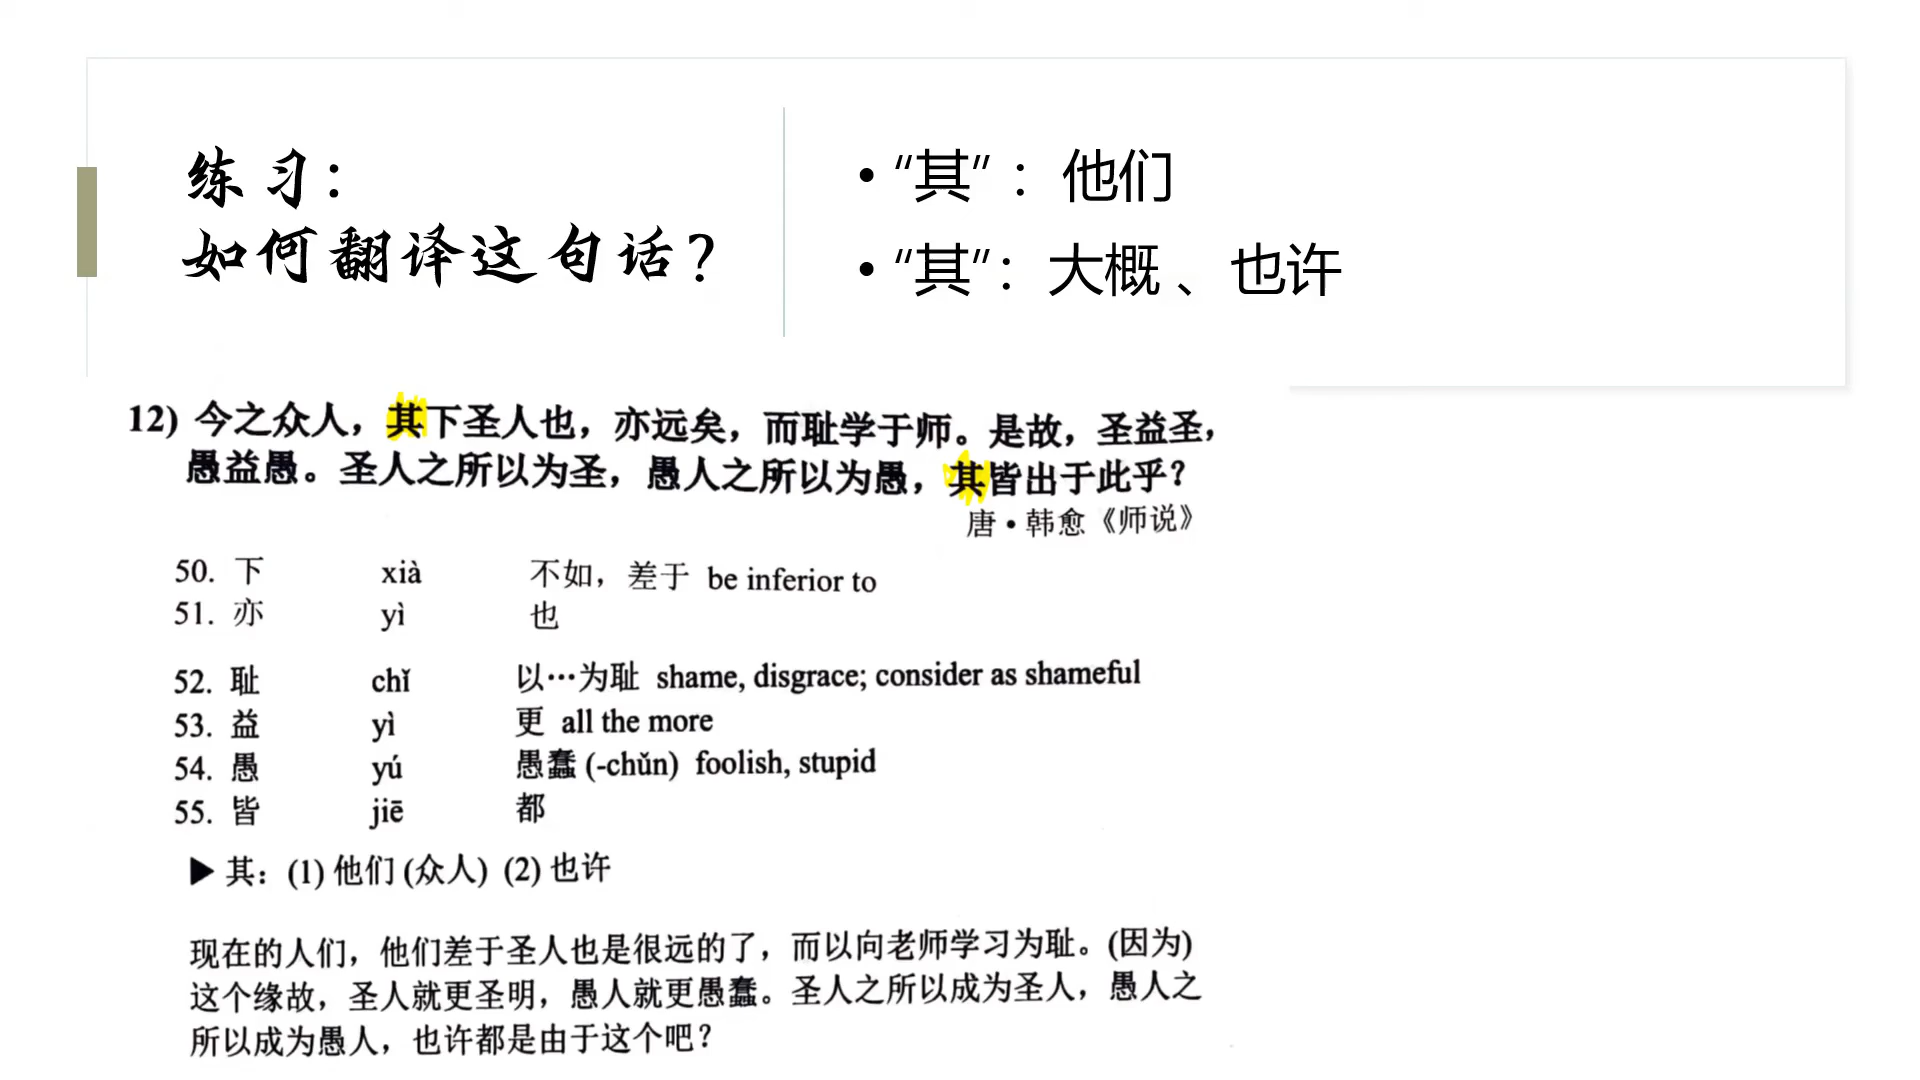 练习：
如何翻译这句话？
• “其”： 他们
• “其”：大概、也许
12) 今之众人，其下圣人也，亦远矣，而耻学于师。是故，圣益圣，
愚益愚。圣人之所以为圣，愚人之所以为愚，其皆出于此乎？
唐•韩愈《师说》
50. 下 xià 不如，差于 be inferior to
51. 亦 yì 也
52. 耻 chǐ 以…为耻 shame, disgrace; consider as shameful
53. 益 yì 更 all the more
54. 愚 yú 愚蠢 (-chǔn) foolish, stupid
55. 皆 jiē 都
▶ 其：(1) 他们 (众人) (2) 也许
现在的人们，他们差于圣人也是很远的了，而以向老师学习为耻。(因为)
这个缘故，圣人就更圣明，愚人就更愚蠢。圣人之所以成为圣人，愚人之
所以成为愚人，也许都是由于这个吧？